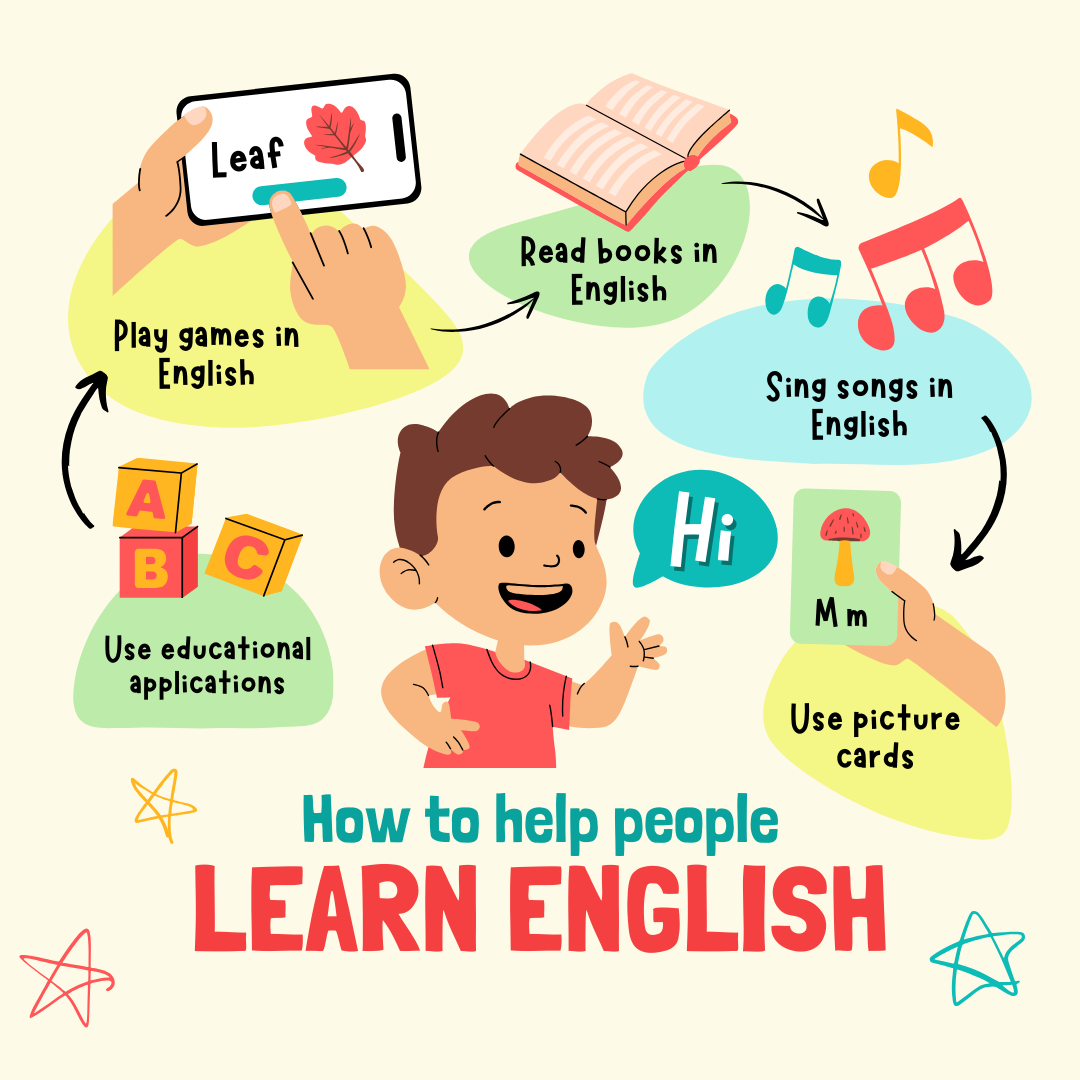 Leaf
Read books in
English
Play games in
English
Sing songs in
English
A
B
C
Hi
M m
Use educational
applications
Use picture
cards
How to help people
LEARN ENGLISH